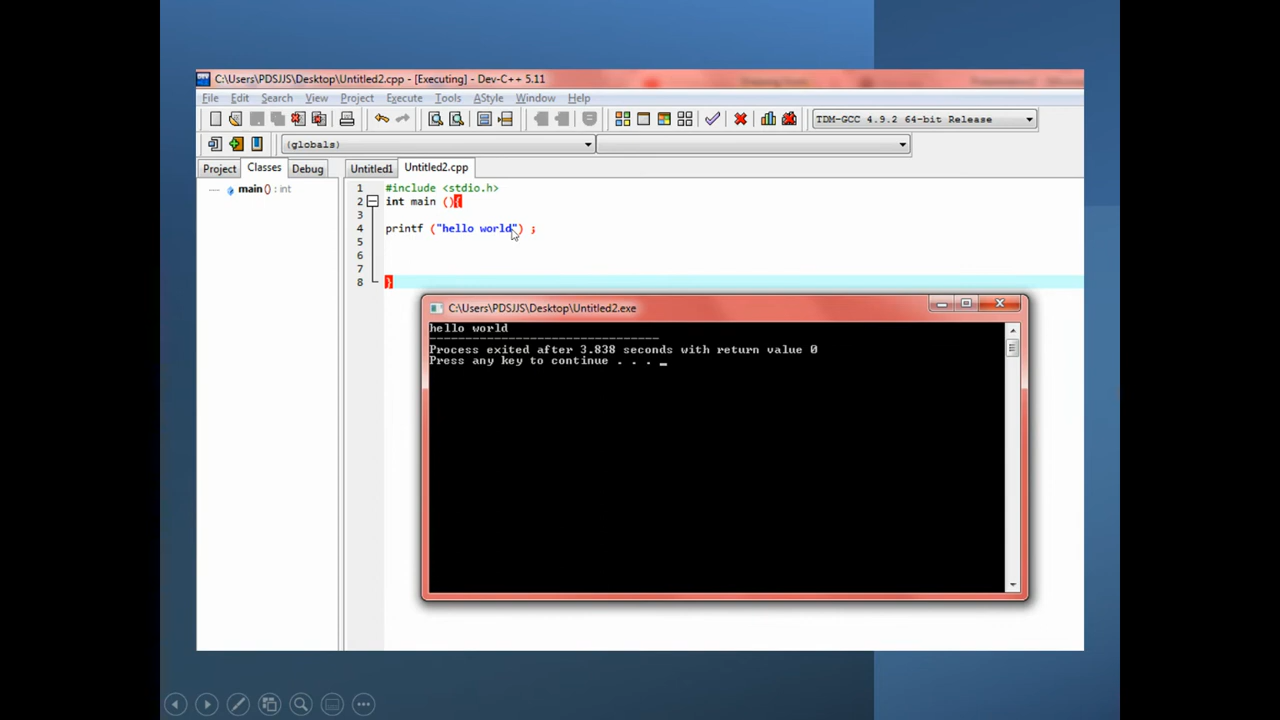 C:\Users\PDSJJS\Desktop\Untitled2.cpp - [Executing] - Dev-C++ 5.11
File Edit Search View Project Execute Tools AStyle Window Help
TDM-GCC 4.9.2 64-bit Release
(globals)
Project Classes Debug Untitled1 Untitled2.cpp
main () : int
1 #include <stdio.h>
2 int main (){
3
4 printf ("hello world") ;
5
6
7
8 }
C:\Users\PDSJJS\Desktop\Untitled2.exe
hello world
--------------------------------
Process exited after 3.838 seconds with return value 0
Press any key to continue . . . _